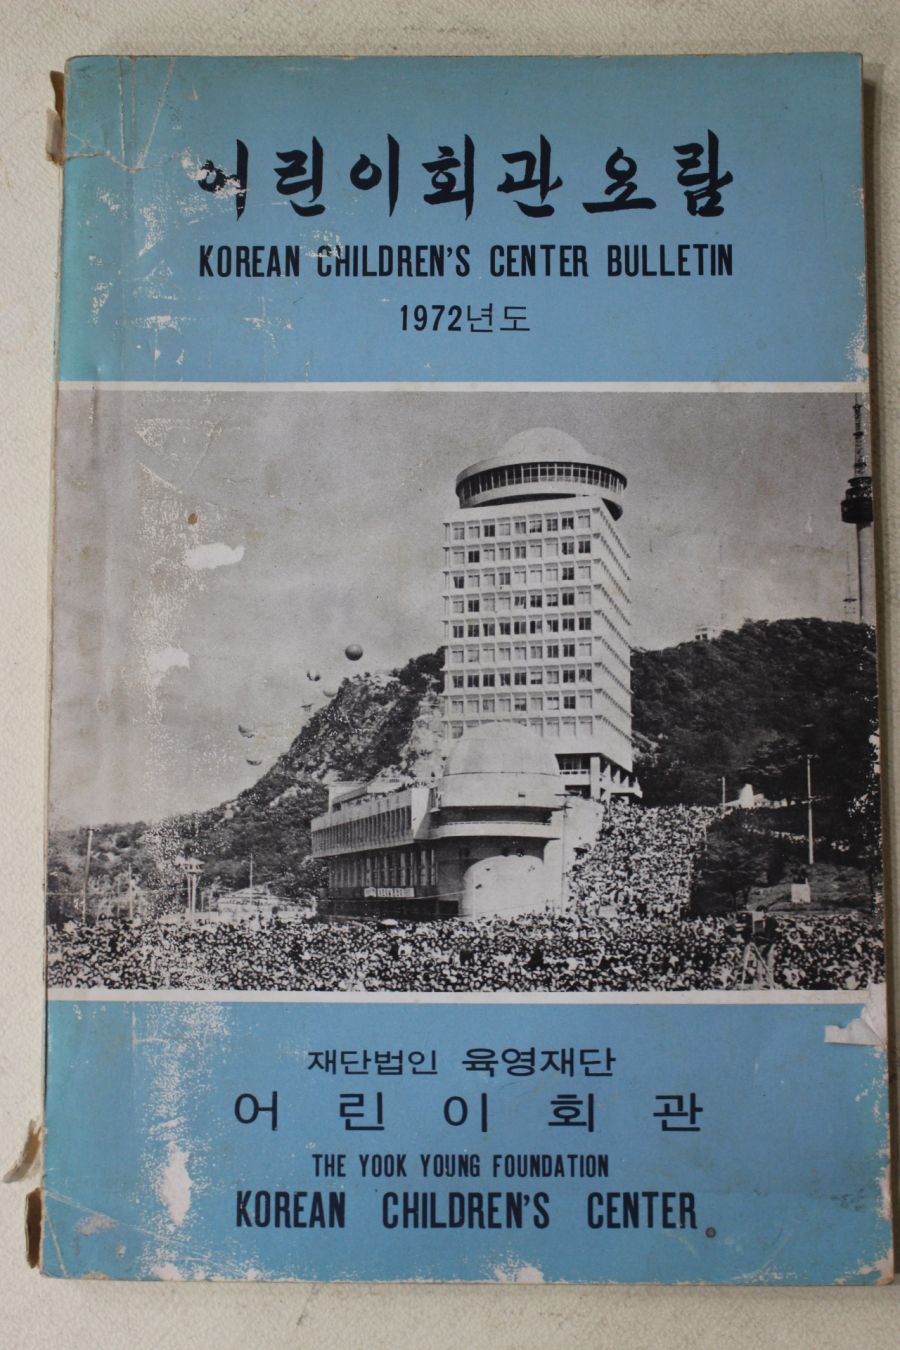 어린이회관 오람
KOREAN CHILDREN'S CENTER BULLETIN
1972년도
재단법인 육영재단
어린이회관
THE YOOK YOUNG FOUNDATION
KOREAN CHILDREN'S CENTER